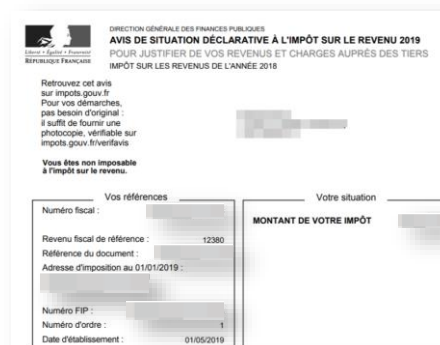 DIRECTION GÉNÉRALE DES FINANCES PUBLIQUES
AVIS DE SITUATION DÉCLARATIVE À L'IMPÔT SUR LE REVENU 2019
POUR JUSTIFIER DE VOS REVENUS ET CHARGES AUPRÈS DES TIERS
IMPÔT SUR LES REVENUS DE L'ANNÉE 2018
Liberté • Égalité • Fraternité
RÉPUBLIQUE FRANÇAISE
Retrouvez cet avis
sur impots.gouv.fr
Pour vos démarches,
pas besoin d'original :
il suffit de fournir une
photocopie, vérifiable sur
impots.gouv.fr/verifavis
Vous êtes non imposable
à l'impôt sur le revenu.
Vos références
Numéro fiscal :
Revenu fiscal de référence : 12380
Référence du document :
Adresse d'imposition au 01/01/2019 :
Numéro FIP :
Numéro d'ordre : 1
Date d'établissement : 01/05/2019
Votre situation
MONTANT DE VOTRE IMPÔT